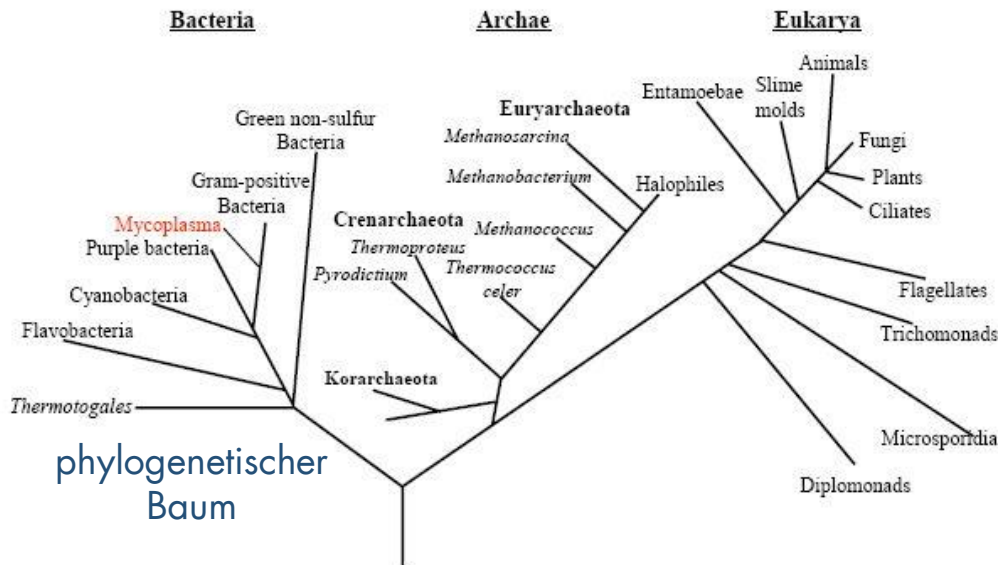 Bacteria
Archae
Eukarya
Green non-sulfur
Bacteria
Gram-positive
Bacteria
Mycoplasma
Purple bacteria
Cyanobacteria
Flavobacteria
Thermotogales
Euryarchaeota
Methanosarcina
Methanobacterium
Halophiles
Methanococcus
Thermococcus
celer
Crenarchaeota
Thermoproteus
Pyrodictium
Korarchaeota
Animals
Slime
molds
Entamoebae
Fungi
Plants
Ciliates
Flagellates
Trichomonads
Microsporidia
Diplomonads
phylogenetischer
Baum